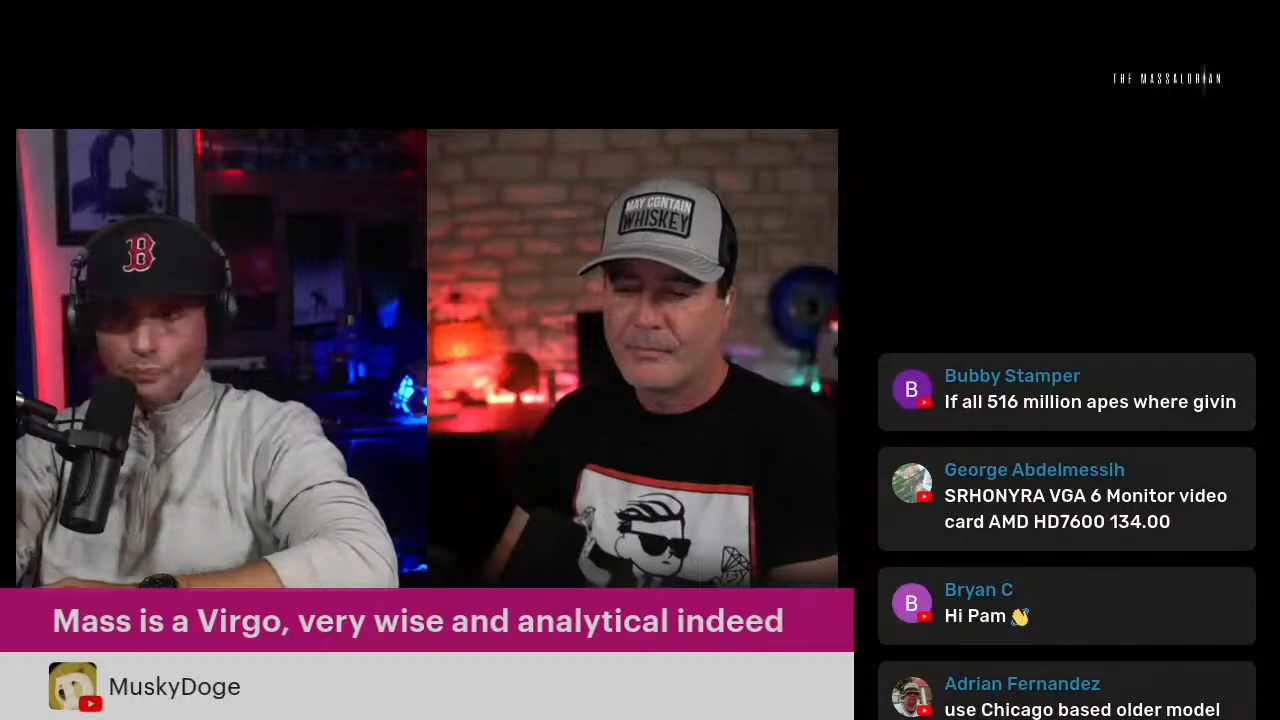 THE MASSALORIAN
B
MAY CONTAIN
WHISKEY
Mass is a Virgo, very wise and analytical indeed
MuskyDoge
B
Bubby Stamper
If all 516 million apes where givin
George Abdelmessih
SRHONYRA VGA 6 Monitor video
card AMD HD7600 134.00
B
Bryan C
Hi Pam 👋
Adrian Fernandez
use Chicago based older model